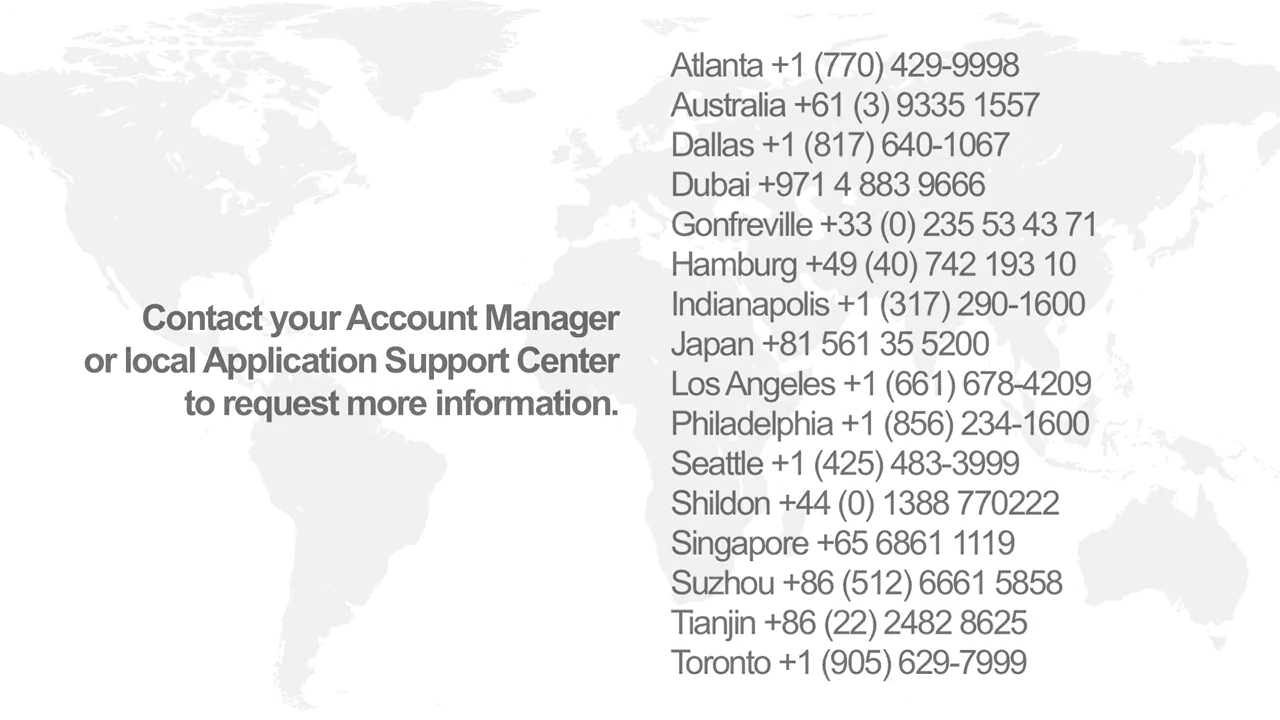 Contact your Account Manager
or local Application Support Center
to request more information.
Atlanta +1 (770) 429-9998
Australia +61 (3) 9335 1557
Dallas +1 (817) 640-1067
Dubai +971 4 883 9666
Gonfreville +33 (0) 235 53 43 71
Hamburg +49 (40) 742 193 10
Indianapolis +1 (317) 290-1600
Japan +81 561 35 5200
Los Angeles +1 (661) 678-4209
Philadelphia +1 (856) 234-1600
Seattle +1 (425) 483-3999
Shildon +44 (0) 1388 770222
Singapore +65 6861 1119
Suzhou +86 (512) 6661 5858
Tianjin +86 (22) 2482 8625
Toronto +1 (905) 629-7999